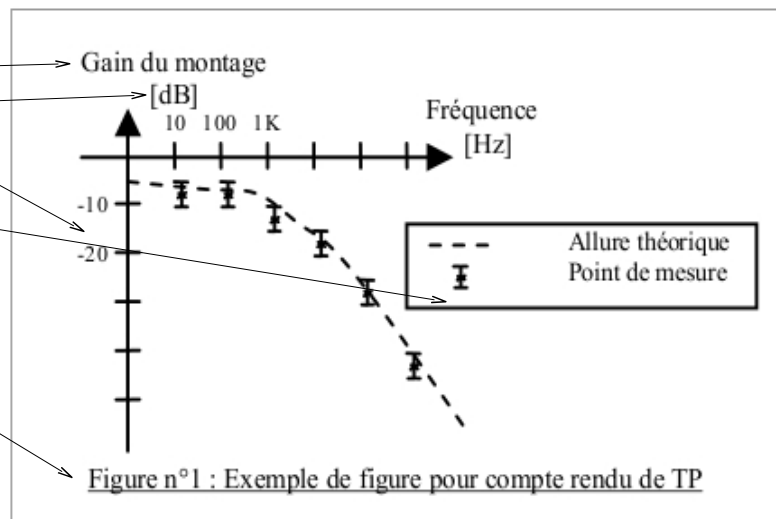 Gain du montage
[dB]
Fréquence
[Hz]
10 100 1K
-10
-20
Allure théorique
Point de mesure
Figure n°1 : Exemple de figure pour compte rendu de TP